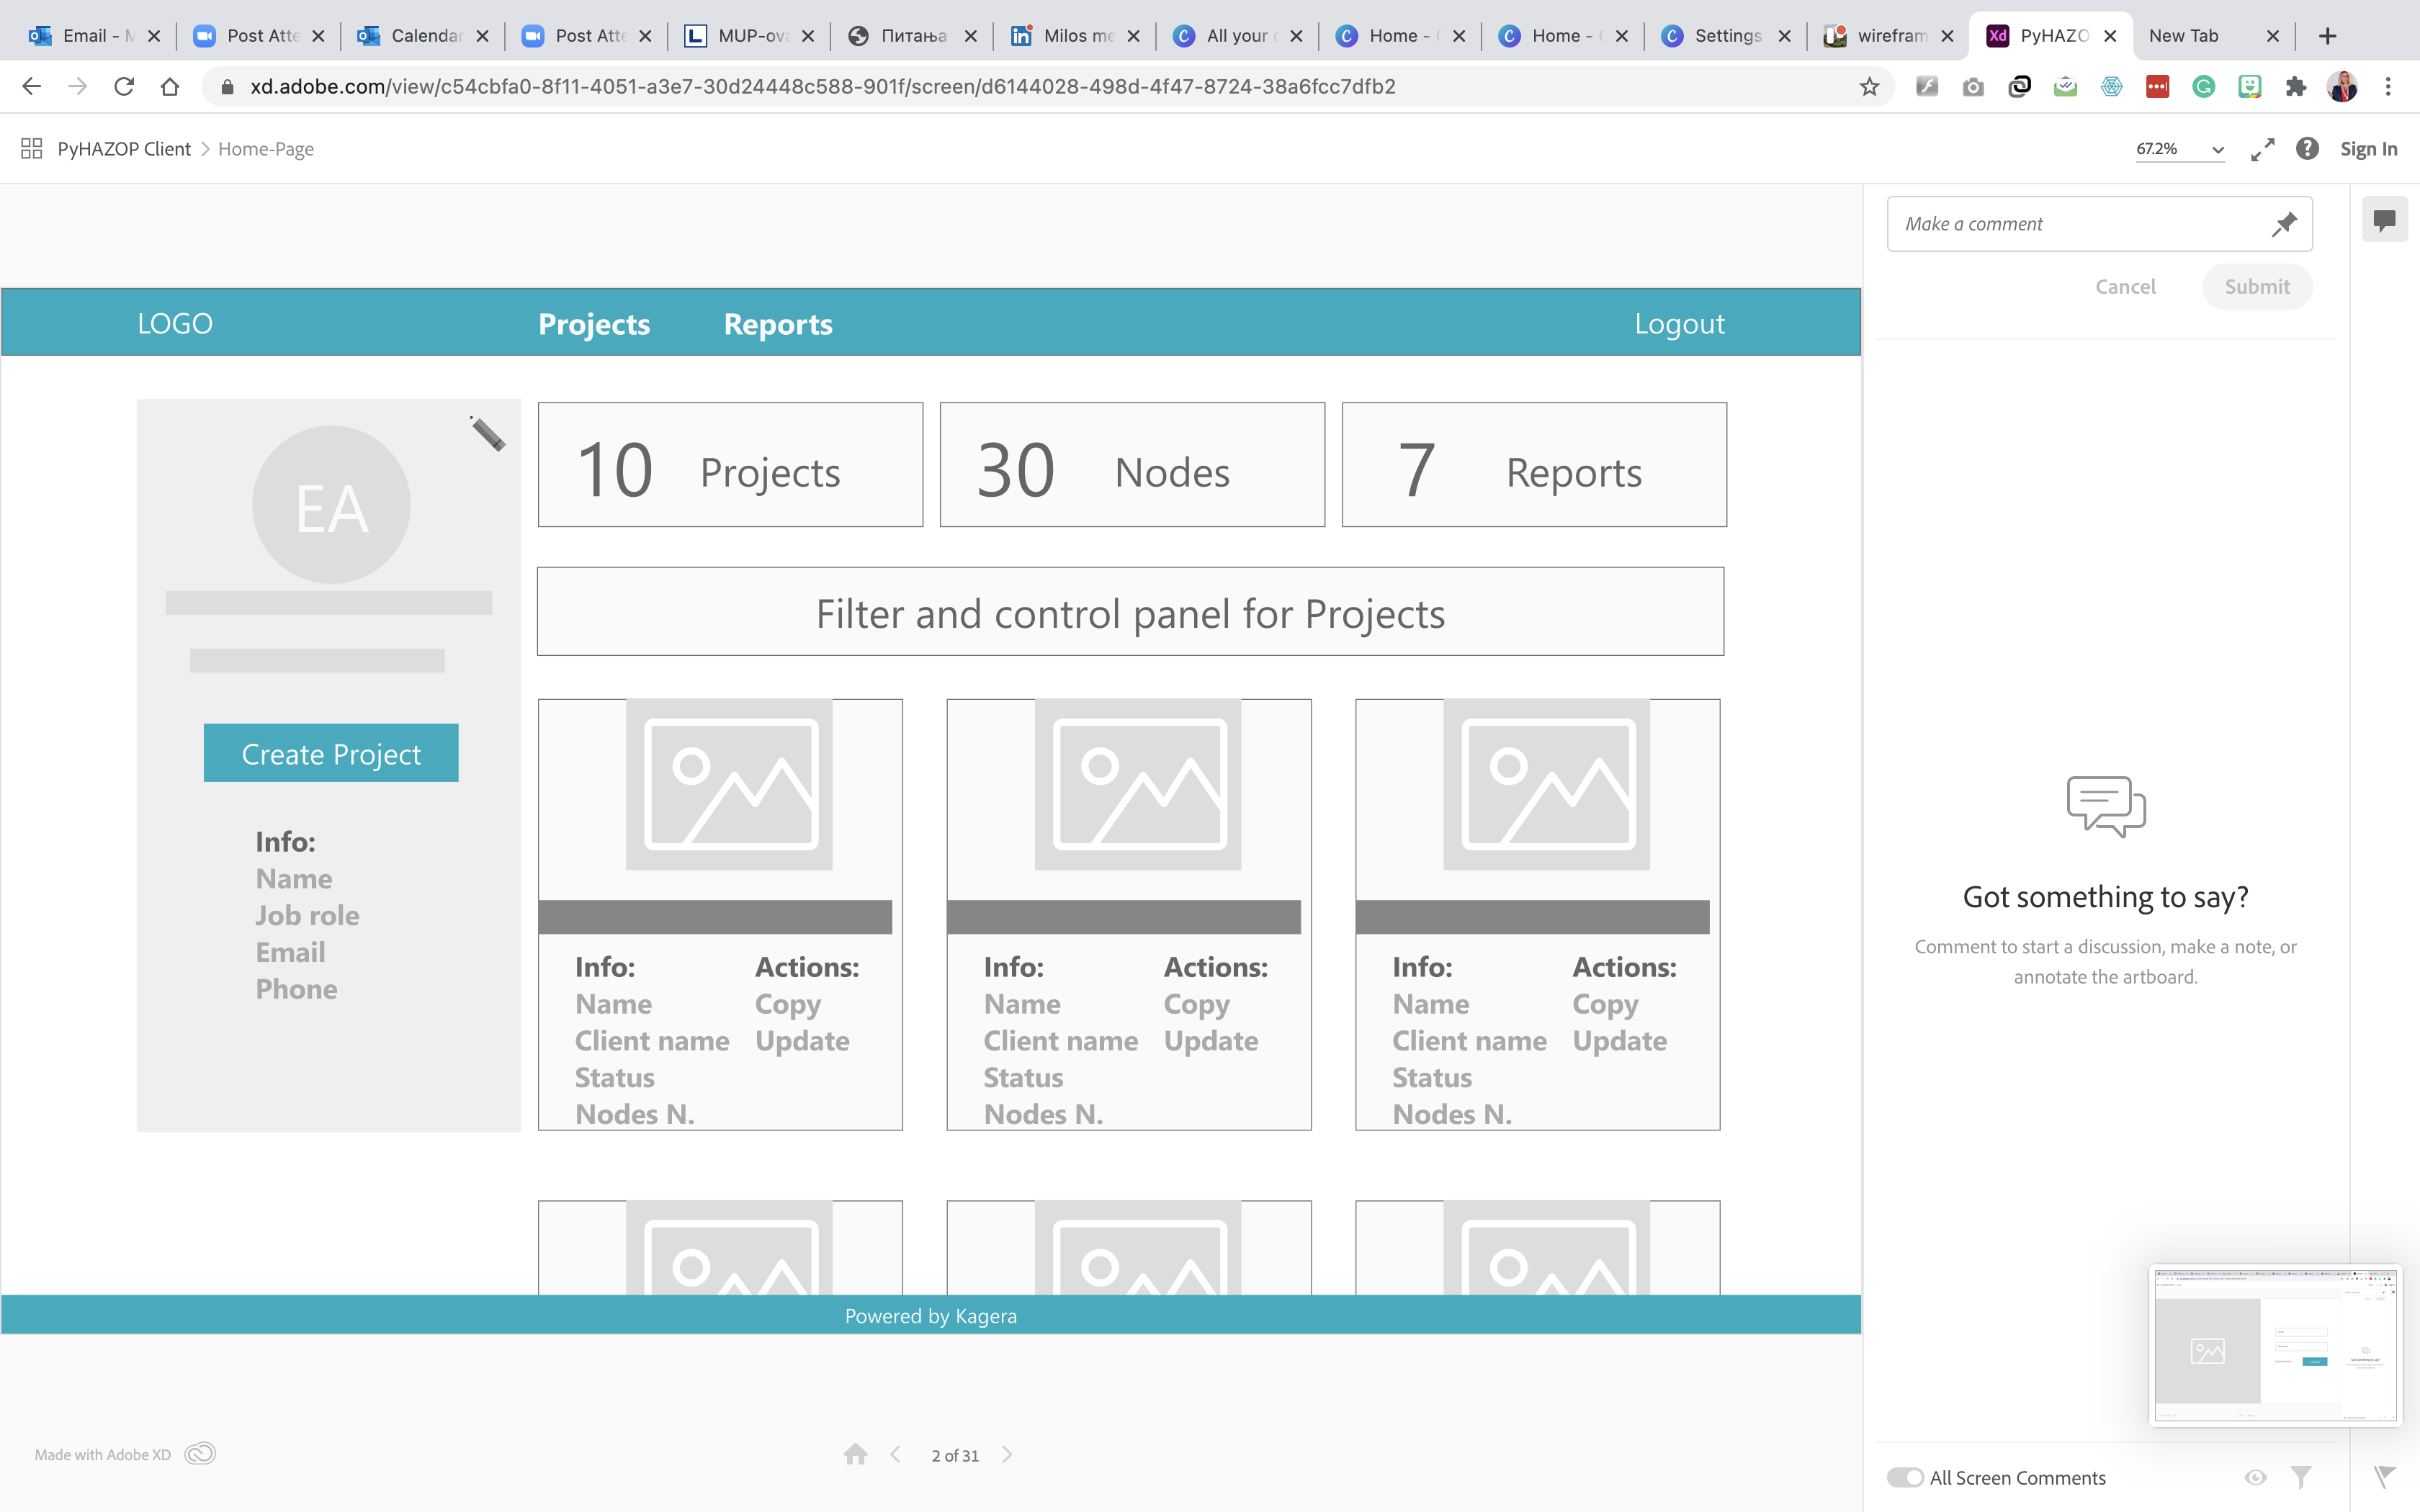 Email - M
Post Atte
Calendar
Post Atte
MUP-ova
Питања
Milos me
All your
Home -
Home -
Settings
wirefram
PyHAZO
New Tab
xd.adobe.com/view/c54cbfa0-8f11-4051-a3e7-30d24448c588-901f/screen/d6144028-498d-4f47-8724-38a6fcc7dfb2
PyHAZOP Client > Home-Page
67.2%
Sign In
Make a comment
Cancel
Submit
LOGO
Projects
Reports
Logout
EA
10 Projects
30 Nodes
7 Reports
Filter and control panel for Projects
Create Project
Info:
Name
Job role
Email
Phone
Info:
Name
Client name
Status
Nodes N.
Actions:
Copy
Update
Info:
Name
Client name
Status
Nodes N.
Actions:
Copy
Update
Info:
Name
Client name
Status
Nodes N.
Actions:
Copy
Update
Powered by Kagera
Got something to say?
Comment to start a discussion, make a note, or
annotate the artboard.
Made with Adobe XD
2 of 31
All Screen Comments